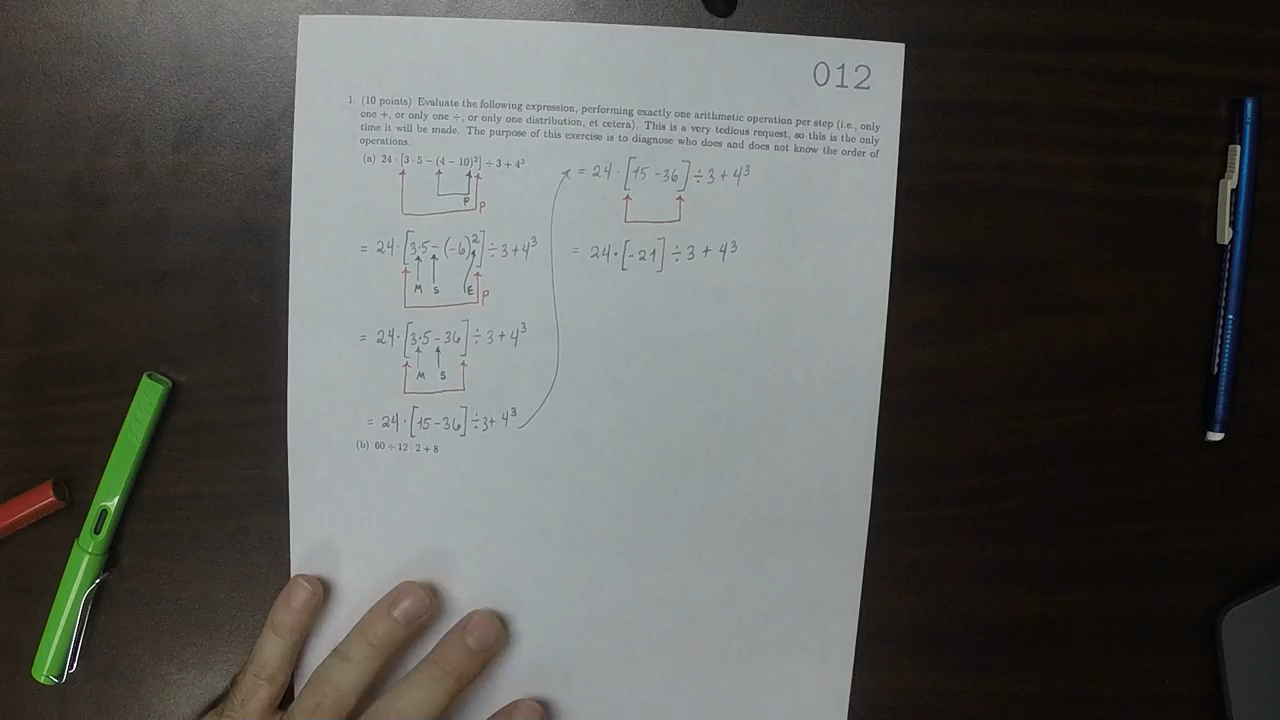 012
1. (10 points) Evaluate the following expression, performing exactly one arithmetic operation per step (i.e., only
one +, or only one ÷, or only one distribution, et cetera). This is a very tedious request, so this is the only
time it will be made. The purpose of this exercise is to diagnose who does and does not know the order of
operations.
(a) 24 · [3 · 5 − (4 − 10)²] ÷ 3 + 4³
P
P
= 24 · [3·5 − (−6)²] ÷ 3 + 4³
M S E P
= 24 · [3·5 − 36] ÷ 3 + 4³
M S
= 24 · [15 − 36] ÷ 3 + 4³
= 24 · [15 − 36] ÷ 3 + 4³
= 24 · [−21] ÷ 3 + 4³
(b) 60 ÷ 12 · 2 + 8